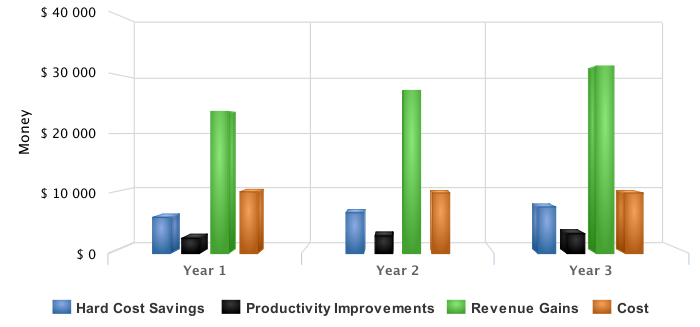 $ 40 000
$ 30 000
$ 20 000
$ 10 000
$ 0
Money
Year 1 Year 2 Year 3
Hard Cost Savings Productivity Improvements Revenue Gains Cost